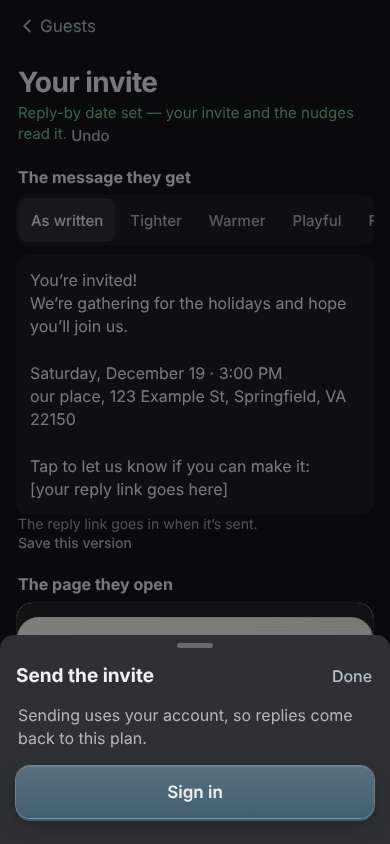 Guests
Your invite
Reply-by date set — your invite and the nudges
read it. Undo
The message they get
As written Tighter Warmer Playful
You’re invited!
We’re gathering for the holidays and hope
you’ll join us.
Saturday, December 19 · 3:00 PM
our place, 123 Example St, Springfield, VA
22150
Tap to let us know if you can make it:
[your reply link goes here]
The reply link goes in when it’s sent.
Save this version
The page they open
Send the invite Done
Sending uses your account, so replies come
back to this plan.
Sign in